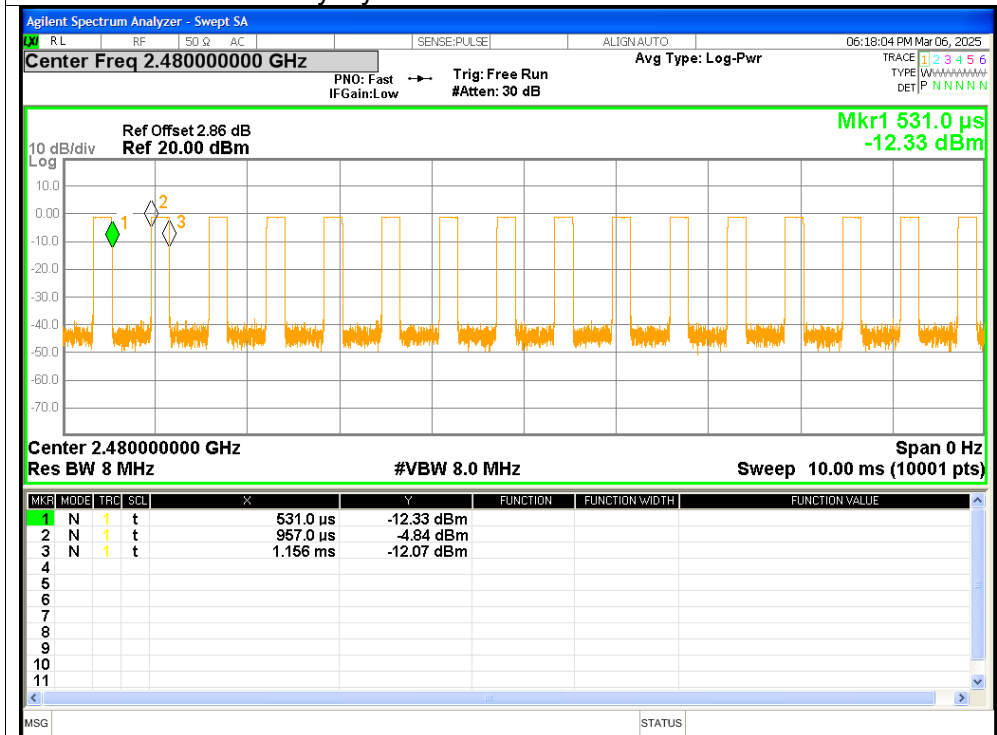 Agilent Spectrum Analyzer - Swept SA
LXI RL RF 50 Ω AC SENSE:PULSE ALIGN AUTO 06:18:04 PM Mar 06, 2025
Center Freq 2.480000000 GHz Avg Type: Log-Pwr TRACE 1 2 3 4 5 6
PNO: Fast Trig: Free Run TYPE WWWWWW
IFGain:Low #Atten: 30 dB DET P N N N N N
Mkr1 531.0 µs
-12.33 dBm
Ref Offset 2.86 dB
10 dB/div Ref 20.00 dBm
Log
10.0
0.00
-10.0
-20.0
-30.0
-40.0
-50.0
-60.0
-70.0
1
2
3
Center 2.480000000 GHz Span 0 Hz
Res BW 8 MHz #VBW 8.0 MHz Sweep 10.00 ms (10001 pts)
MKR MODE TRC SCL X Y FUNCTION FUNCTION WIDTH FUNCTION VALUE
1 N 1 t 531.0 µs -12.33 dBm
2 N 1 t 957.0 µs -4.84 dBm
3 N 1 t 1.156 ms -12.07 dBm
4
5
6
7
8
9
10
11
MSG STATUS